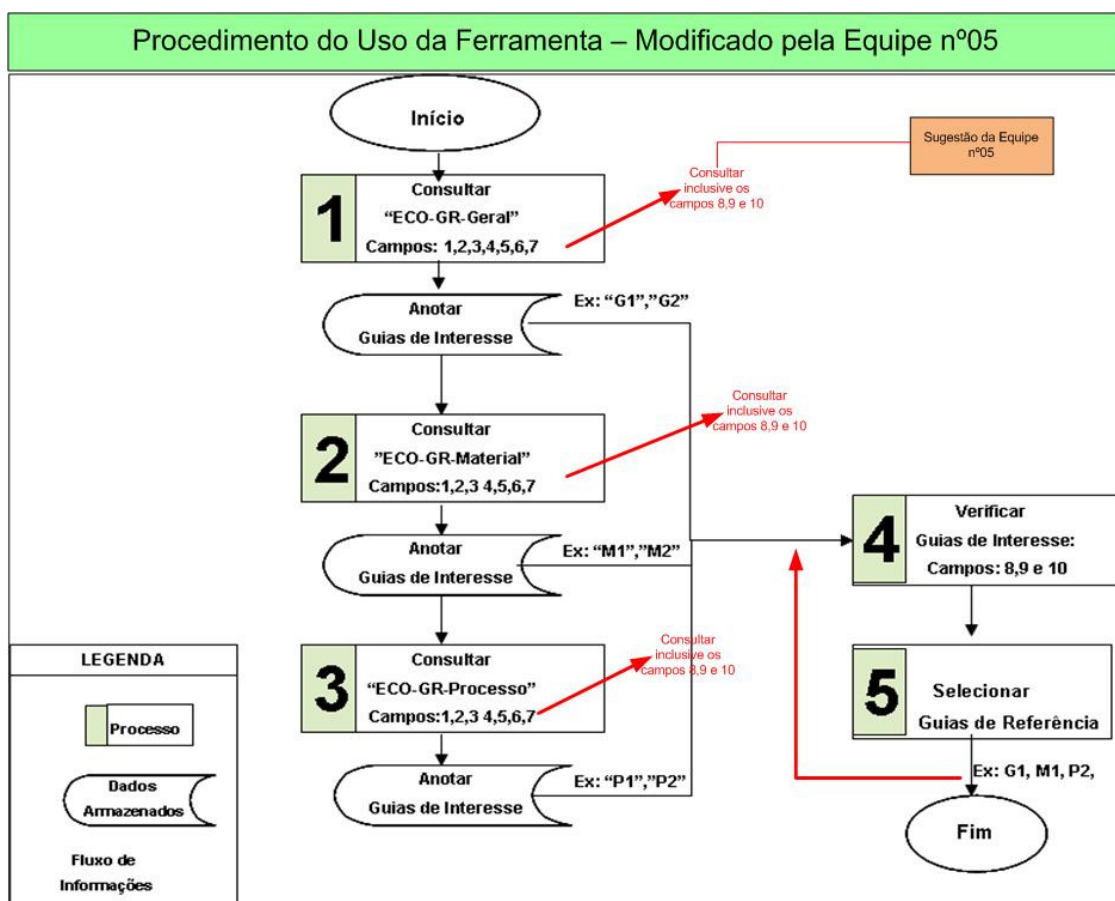 Procedimento do Uso da Ferramenta – Modificado pela Equipe nº05
Início
Sugestão da Equipe
nº05
Consultar
inclusive os
campos 8,9 e 10
1
Consultar
“ECO-GR-Geral”
Campos: 1,2,3,4,5,6,7
Anotar
Guias de Interesse
Ex: “G1”,”G2”
Consultar
inclusive os
campos 8,9 e 10
2
Consultar
”ECO-GR-Material”
Campos:1,2,3 4,5,6,7
Anotar
Guias de Interesse
Ex: “M1”,”M2”
Consultar
inclusive os
campos 8,9 e 10
3
Consultar
“ECO-GR-Processo”
Campos:1,2,3 4,5,6,7
Anotar
Guias de Interesse
Ex: “P1”,”P2”
4
Verificar
Guias de Interesse:
Campos: 8,9 e 10
5
Selecionar
Guias de Referência
Ex: G1, M1, P2,
Fim
LEGENDA
Processo
Dados
Armazenados
Fluxo de
Informações